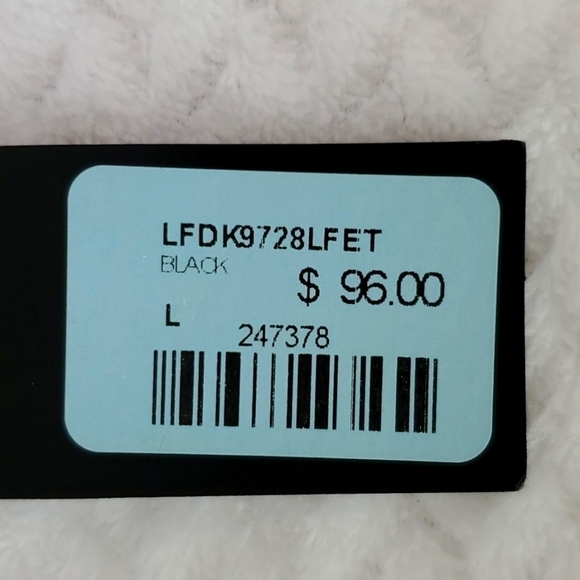 LFDK9728LFET
BLACK
$ 96.00
L
247378